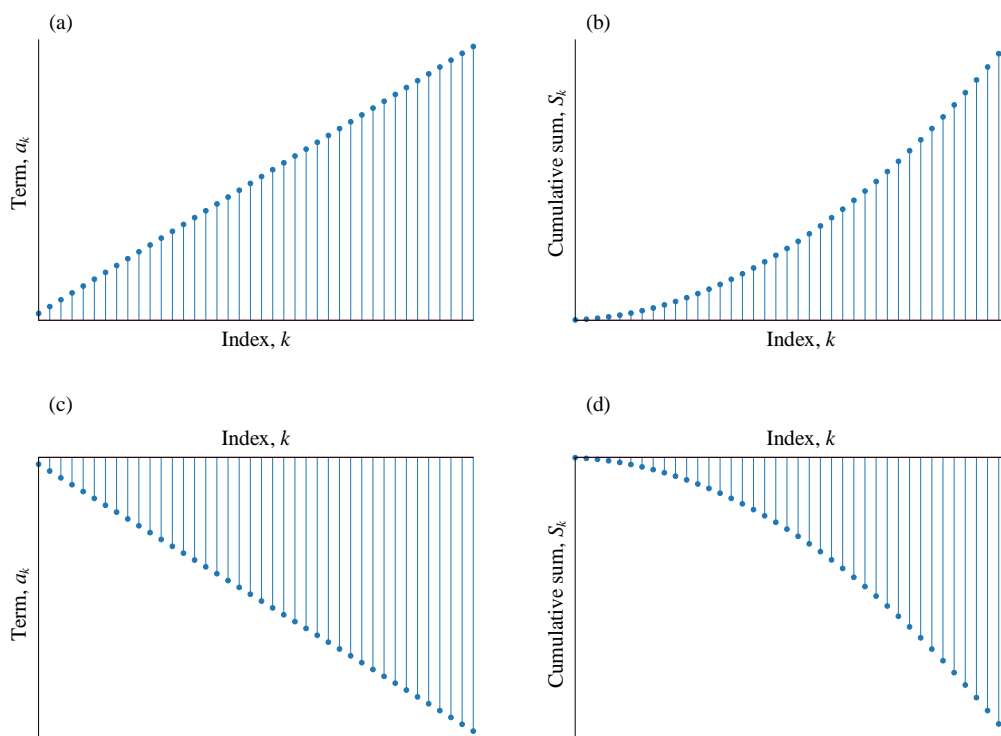 (a)
(b)
Term, a_k
Index, k
Cumulative sum, S_k
Index, k
(c)
(d)
Index, k
Term, a_k
Index, k
Cumulative sum, S_k